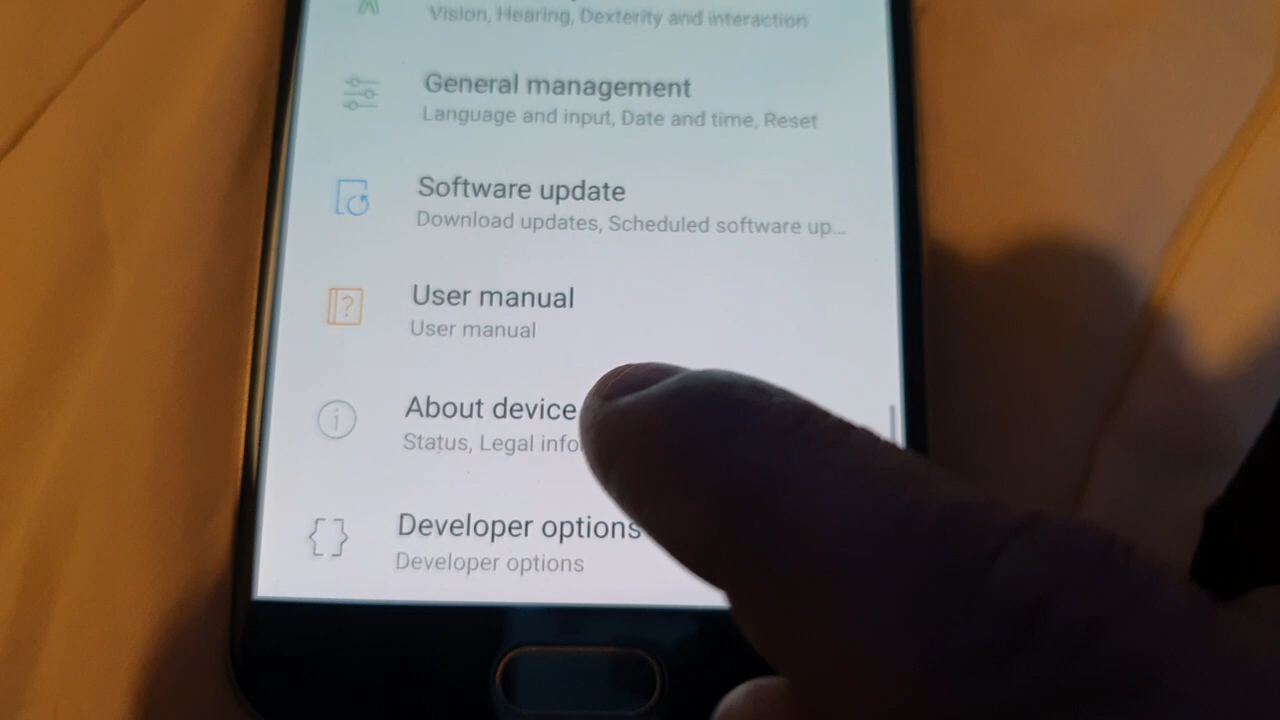 Vision, Hearing, Dexterity and interaction
General management
Language and input, Date and time, Reset
Software update
Download updates, Scheduled software up...
User manual
User manual
About device
Status, Legal
Developer options
Developer options